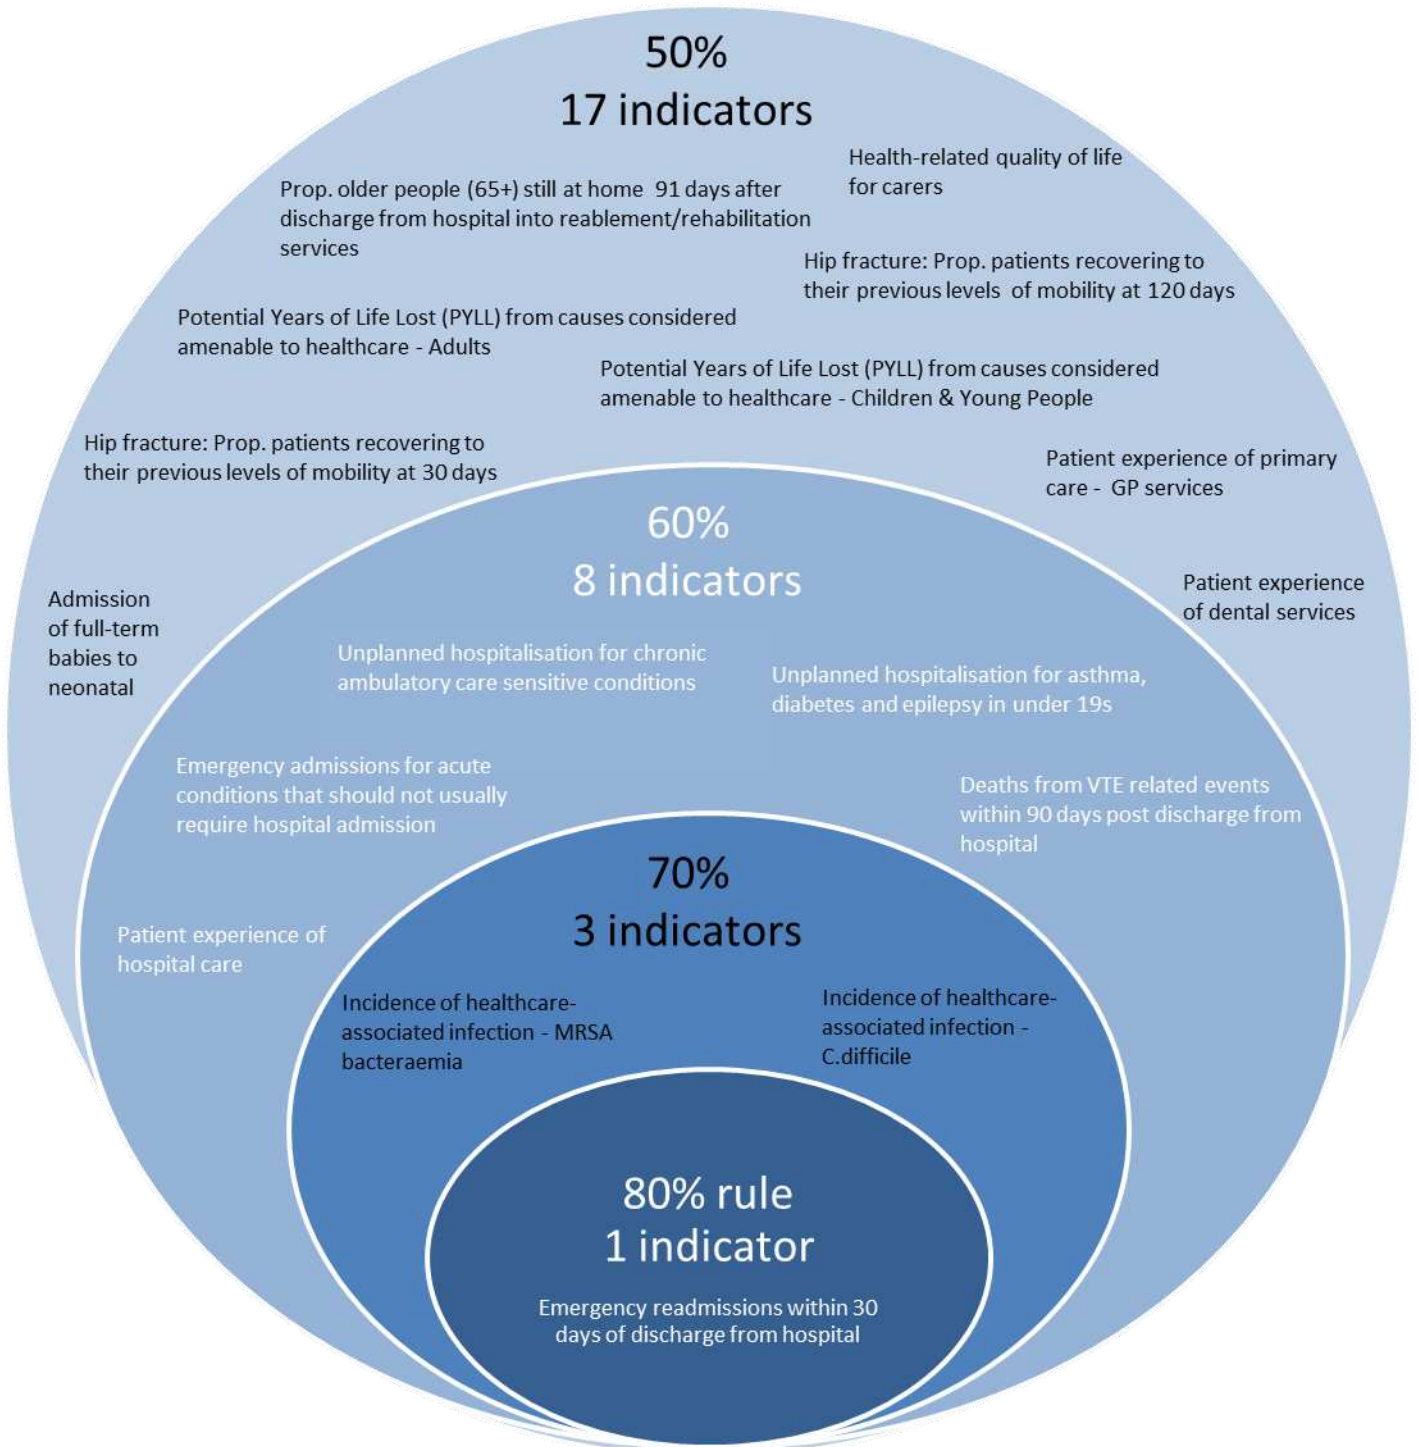 50%
17 indicators
Health-related quality of life
for carers
Prop. older people (65+) still at home 91 days after
discharge from hospital into reablement/rehabilitation
services
Hip fracture: Prop. patients recovering to
their previous levels of mobility at 120 days
Potential Years of Life Lost (PYLL) from causes considered
amenable to healthcare - Adults
Potential Years of Life Lost (PYLL) from causes considered
amenable to healthcare - Children & Young People
Hip fracture: Prop. patients recovering to
their previous levels of mobility at 30 days
Patient experience of primary
care - GP services
60%
8 indicators
Admission
of full-term
babies to
neonatal
Patient experience
of dental services
Unplanned hospitalisation for chronic
ambulatory care sensitive conditions
Unplanned hospitalisation for asthma,
diabetes and epilepsy in under 19s
Emergency admissions for acute
conditions that should not usually
require hospital admission
Deaths from VTE related events
within 90 days post discharge from
hospital
70%
3 indicators
Patient experience of
hospital care
Incidence of healthcare-
associated infection - MRSA
bacteraemia
Incidence of healthcare-
associated infection -
C.difficile
80% rule
1 indicator
Emergency readmissions within 30
days of discharge from hospital